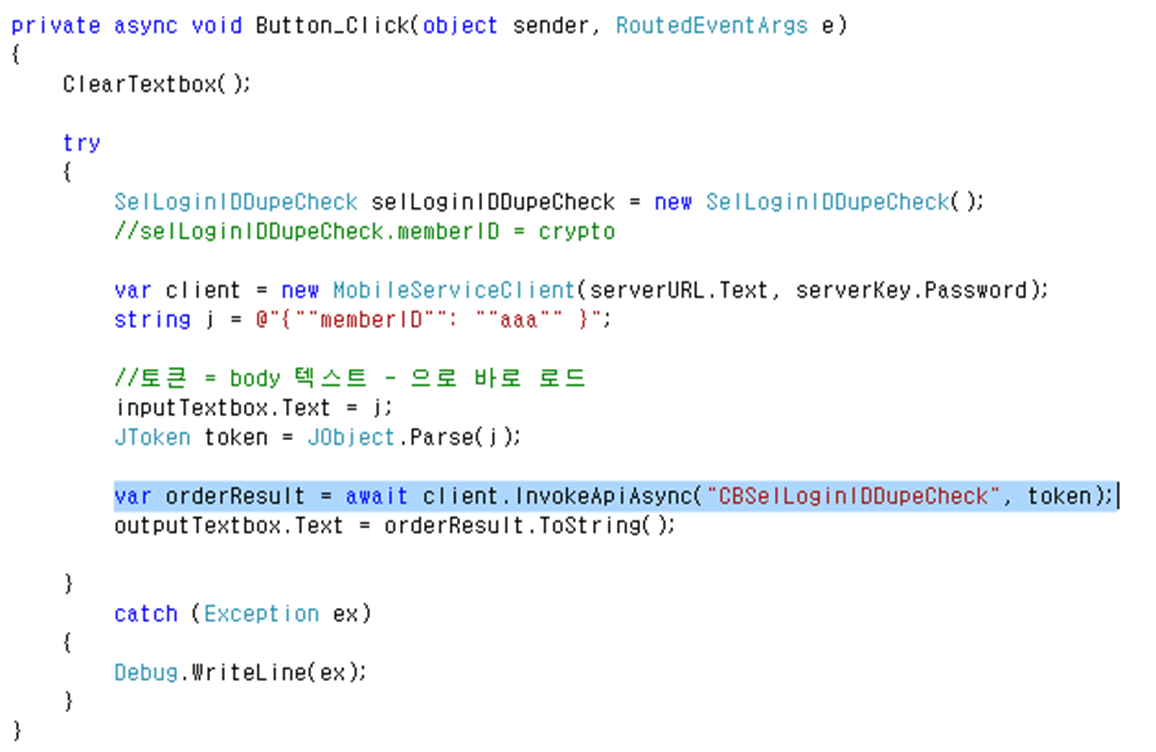 private async void Button_Click(object sender, RoutedEventArgs e)
{
    ClearTextbox();
    try
    {
        SelLoginIDDupeCheck selLoginIDDupeCheck = new SelLoginIDDupeCheck();
        //selLoginIDDupeCheck.memberID = crypto
        var client = new MobileServiceClient(serverURL.Text, serverKey.Password);
        string j = @"{""memberID"": ""aaa"" }";
        //토큰 = body 텍스트 - 으로 바로 로드
        inputTextbox.Text = j;
        JToken token = JObject.Parse(j);
        var orderResult = await client.InvokeApiAsync("CBSelLoginIDDupeCheck", token);
        outputTextbox.Text = orderResult.ToString();
    }
        catch (Exception ex)
    {
        Debug.WriteLine(ex);
    }
}